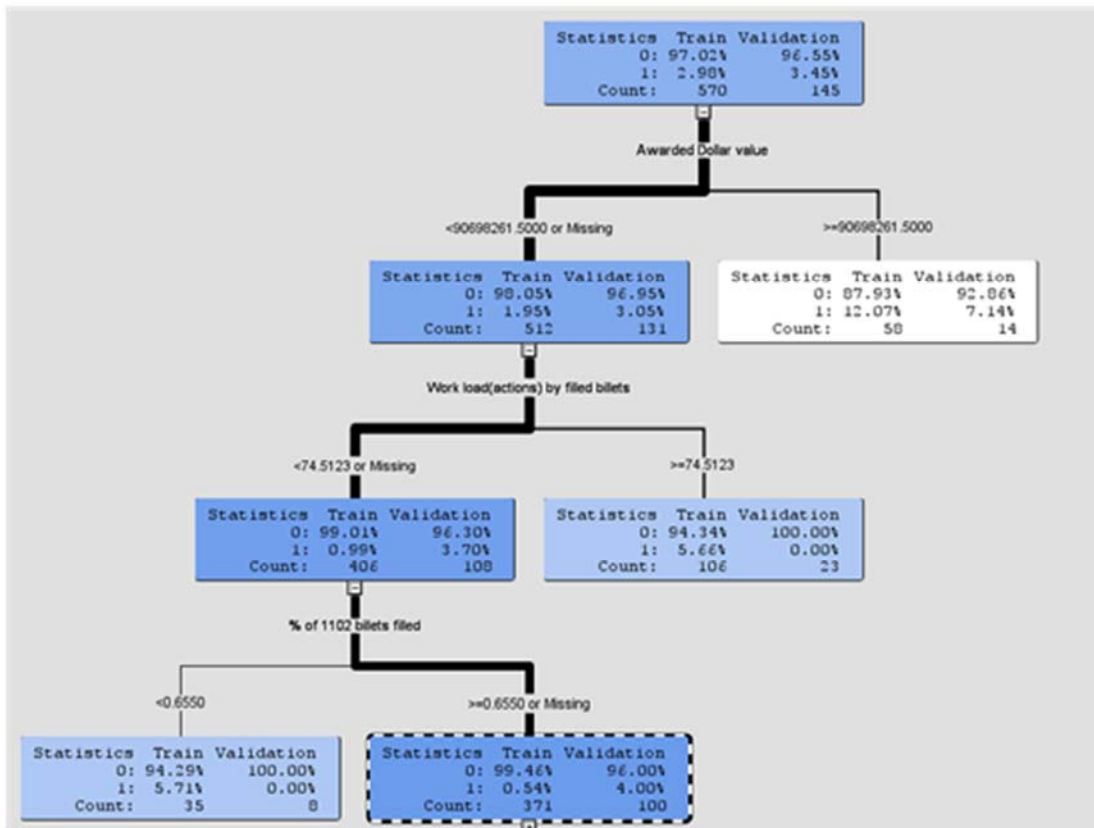 Statistics Train Validation
0: 97.02% 96.55%
1: 2.98% 3.45%
Count: 570 145
Awarded Dollar value
<90698261.5000 or Missing
>=90698261.5000
Statistics Train Validation
0: 98.05% 96.95%
1: 1.95% 3.05%
Count: 512 131
Statistics Train Validation
0: 87.93% 92.86%
1: 12.07% 7.14%
Count: 58 14
Work load(actions) by filled billets
<74.5123 or Missing
>=74.5123
Statistics Train Validation
0: 99.01% 96.30%
1: 0.99% 3.70%
Count: 406 108
Statistics Train Validation
0: 94.34% 100.00%
1: 5.66% 0.00%
Count: 106 23
% of 1102 billets filled
<0.6550
>=0.6550 or Missing
Statistics Train Validation
0: 94.29% 100.00%
1: 5.71% 0.00%
Count: 35 8
Statistics Train Validation
0: 99.46% 96.00%
1: 0.54% 4.00%
Count: 371 100